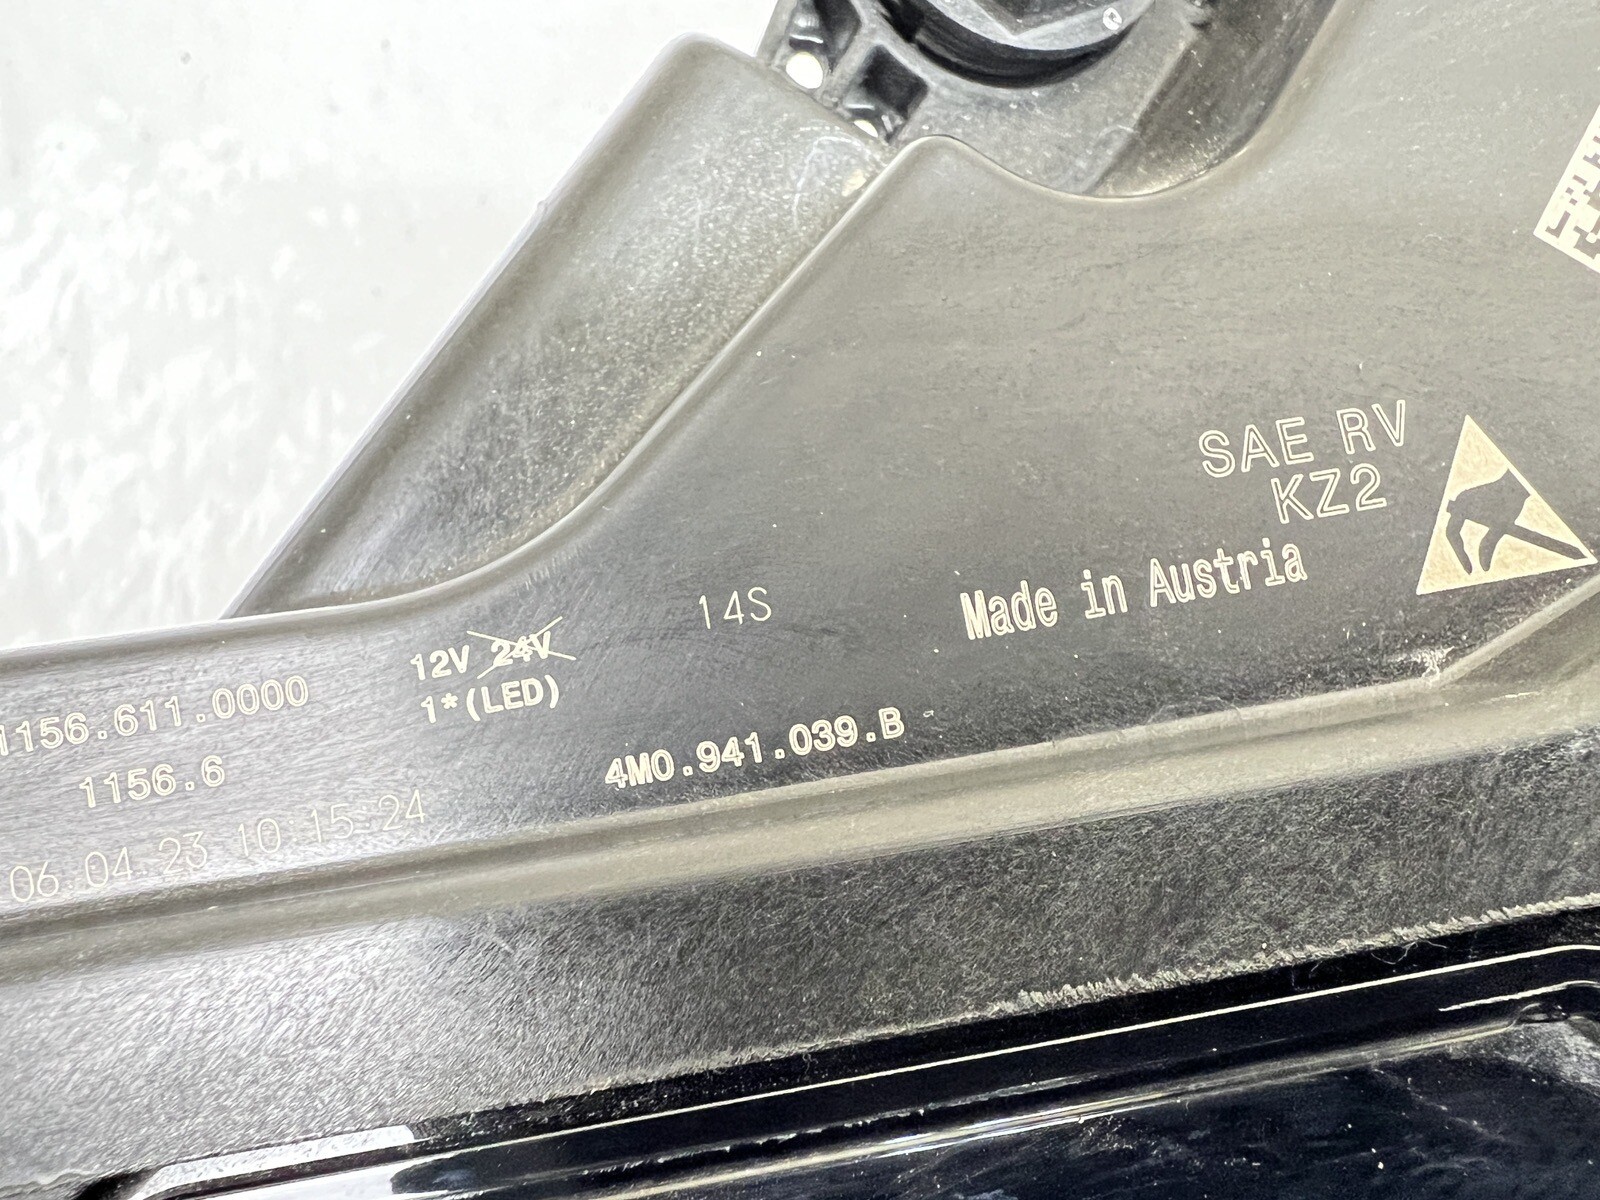 SAE RV
KZ2
Made in Austria
14S
12V 24V
1*(LED)
1156.611.0000
1156.6
4M0.941.039.B
06.04.23 10:15:24